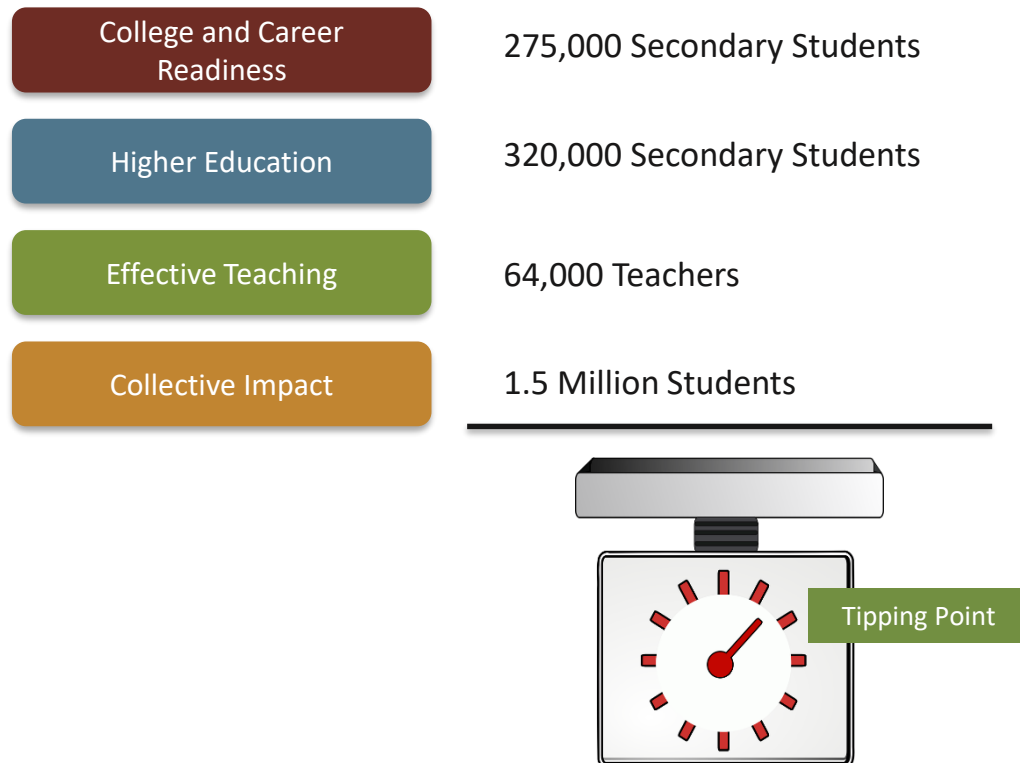 College and Career
Readiness
275,000 Secondary Students
Higher Education
320,000 Secondary Students
Effective Teaching
64,000 Teachers
Collective Impact
1.5 Million Students
Tipping Point